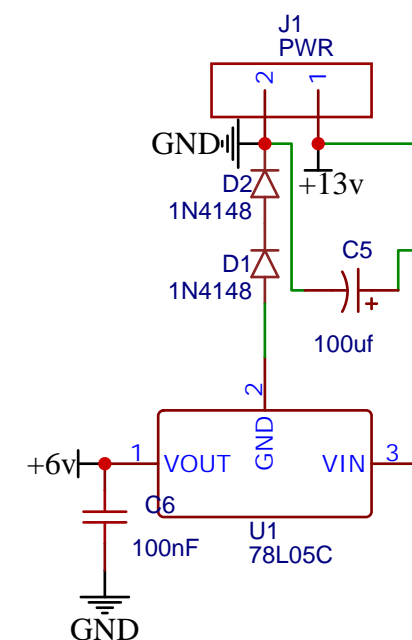 J1
PWR
2 1
GND
+13v
D2
1N4148
D1
1N4148
C5
+
100uf
2
+6v
1
VOUT
GND
VIN
3
C6
100nF
U1
78L05C
GND